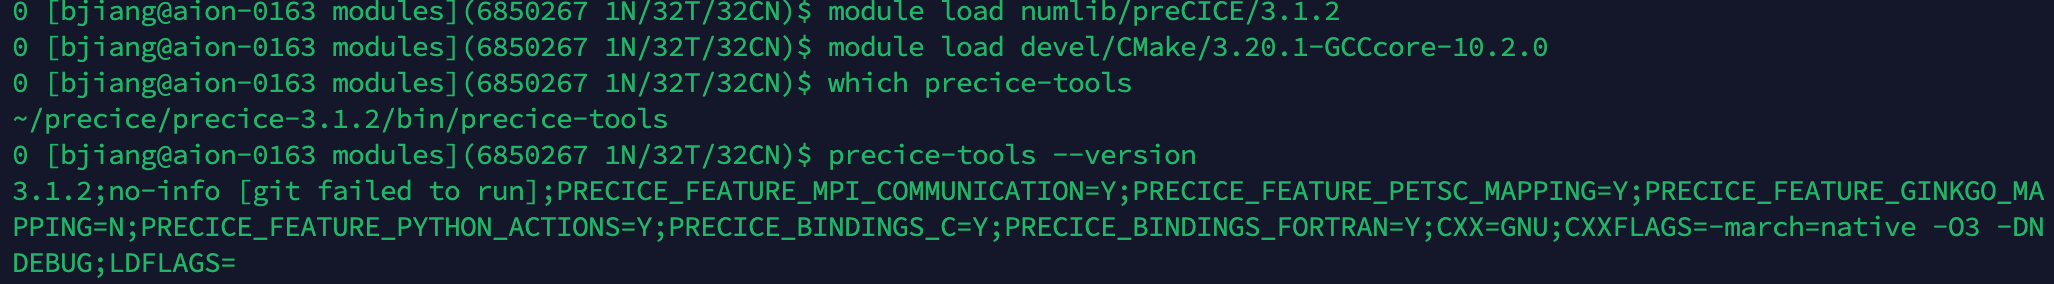 0 [bjiang@aion-0163 modules](6850267 1N/32T/32CN)$ module load numlib/preCICE/3.1.2
0 [bjiang@aion-0163 modules](6850267 1N/32T/32CN)$ module load devel/CMake/3.20.1-GCCcore-10.2.0
0 [bjiang@aion-0163 modules](6850267 1N/32T/32CN)$ which precice-tools
~/precice/precice-3.1.2/bin/precice-tools
0 [bjiang@aion-0163 modules](6850267 1N/32T/32CN)$ precice-tools --version
3.1.2;no-info [git failed to run];PRECICE_FEATURE_MPI_COMMUNICATION=Y;PRECICE_FEATURE_PETSC_MAPPING=Y;PRECICE_FEATURE_GINKGO_MA
PPING=N;PRECICE_FEATURE_PYTHON_ACTIONS=Y;PRECICE_BINDINGS_C=Y;PRECICE_BINDINGS_FORTRAN=Y;CXX=GNU;CXXFLAGS=-march=native -O3 -DN
DEBUG;LDFLAGS=